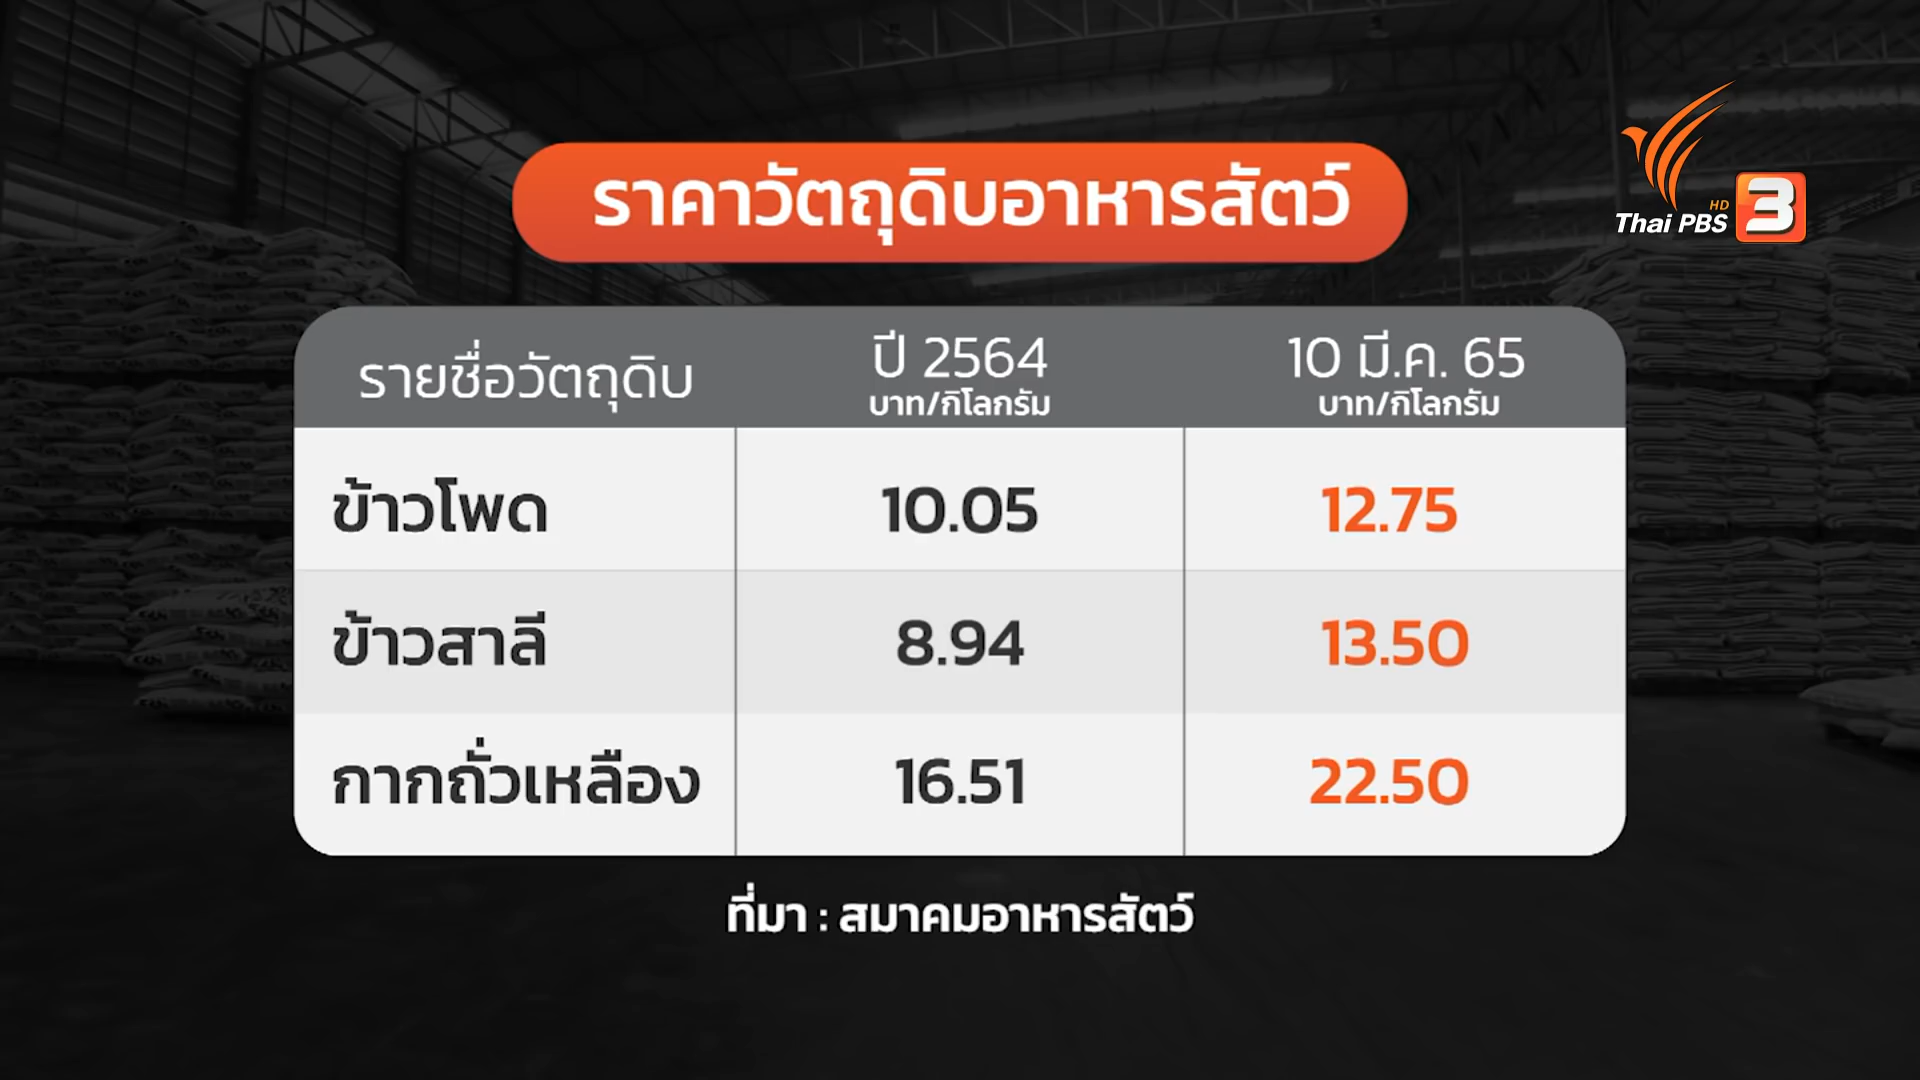 ราคาวัตถุดิบอาหารสัตว์
HD
Thai PBS 3
รายชื่อวัตถุดิบ
ปี 2564
บาท/กิโลกรัม
10 มี.ค. 65
บาท/กิโลกรัม
ข้าวโพด 10.05 12.75
ข้าวสาลี 8.94 13.50
กากถั่วเหลือง 16.51 22.50
ที่มา : สมาคมอาหารสัตว์